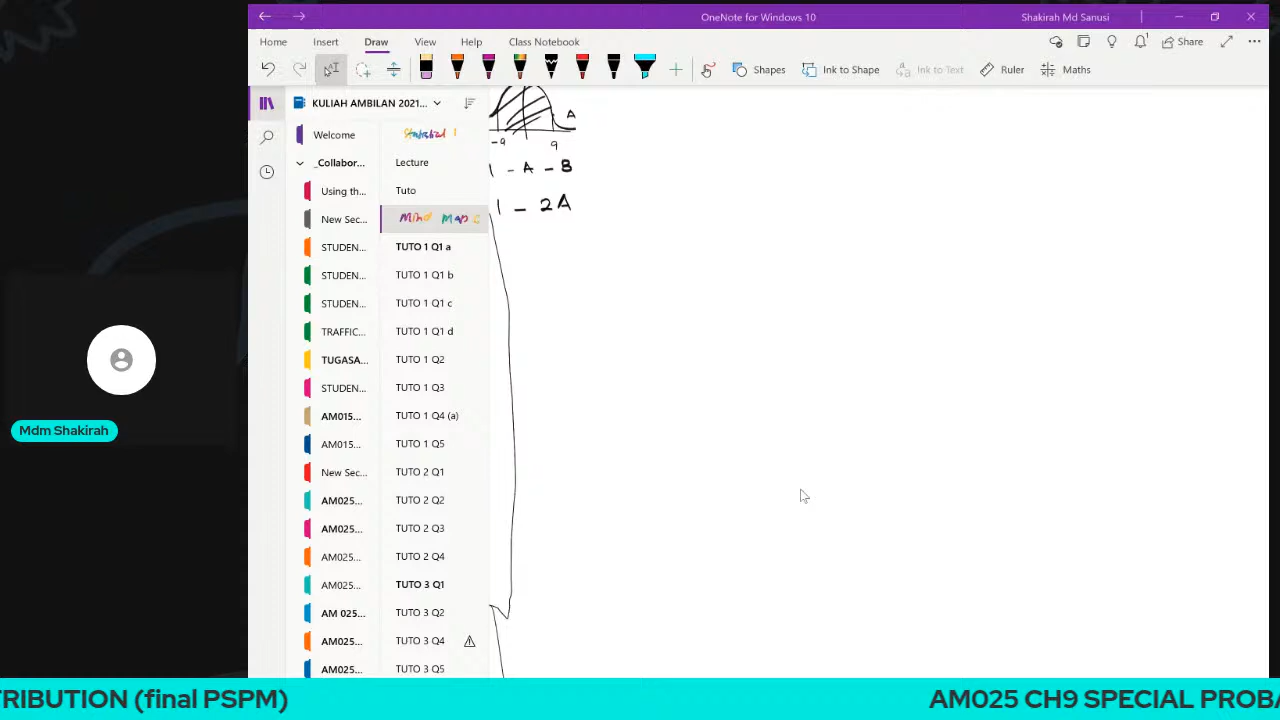 OneNote for Windows 10
Shakirah Md Sanusi
Home Insert Draw View Help Class Notebook
Share
Shapes Ink to Shape Ink to Text Ruler Maths
KULIAH AMBILAN 2021...
Welcome
_Collabor...
Using th...
New Sec...
STUDEN...
STUDEN...
STUDEN...
TRAFFIC...
TUGASA...
STUDEN...
AM015...
AM015...
New Sec...
AM025...
AM025...
AM025...
AM025...
AM 025...
AM025...
AM025...
Lecture
Tuto
Mind Map
TUTO 1 Q1 a
TUTO 1 Q1 b
TUTO 1 Q1 c
TUTO 1 Q1 d
TUTO 1 Q2
TUTO 1 Q3
TUTO 1 Q4 (a)
TUTO 1 Q5
TUTO 2 Q1
TUTO 2 Q2
TUTO 2 Q3
TUTO 2 Q4
TUTO 3 Q1
TUTO 3 Q2
TUTO 3 Q4
TUTO 3 Q5
A
-9 9
1 - A - B
1 - 2A
Mdm Shakirah
TRIBUTION (final PSPM)
AM025 CH9 SPECIAL PROBA